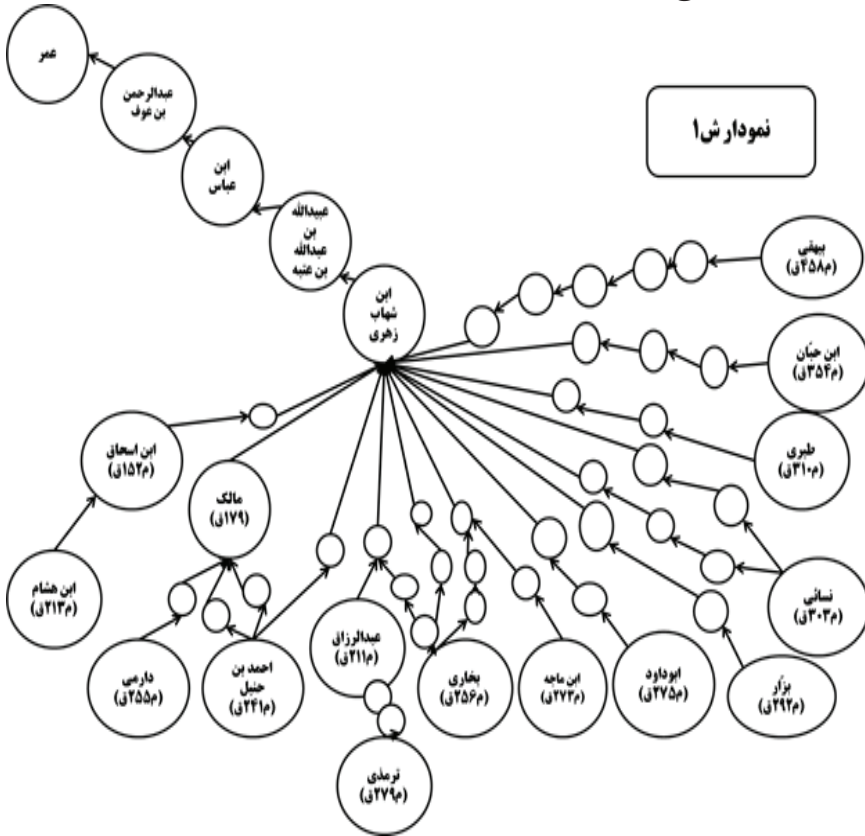 عمر
عبدالرحمن
بن عوف
ابن
عباس
عبیدالله
بن
عبدالله
بن عتبه
ابن
شهاب
زهری
نمودار ش۱
بیهقی
(م۴۵۸ق)
ابن حبّان
(م۳۵۴ق)
طبری
(م۳۱۰ق)
نسائی
(م۳۰۳ق)
بزّار
(م۲۹۲ق)
ابوداود
(م۲۷۵ق)
ابن ماجه
(م۲۷۳ق)
بخاری
(م۲۵۶ق)
عبدالرزاق
(م۲۱۱ق)
ترمذی
(م۲۷۹ق)
احمد بن
حنبل
(م۲۴۱ق)
دارمی
(م۲۵۵ق)
مالک
(۱۷۹ق)
ابن اسحاق
(م۱۵۲ق)
ابن هشام
(م۲۱۳ق)